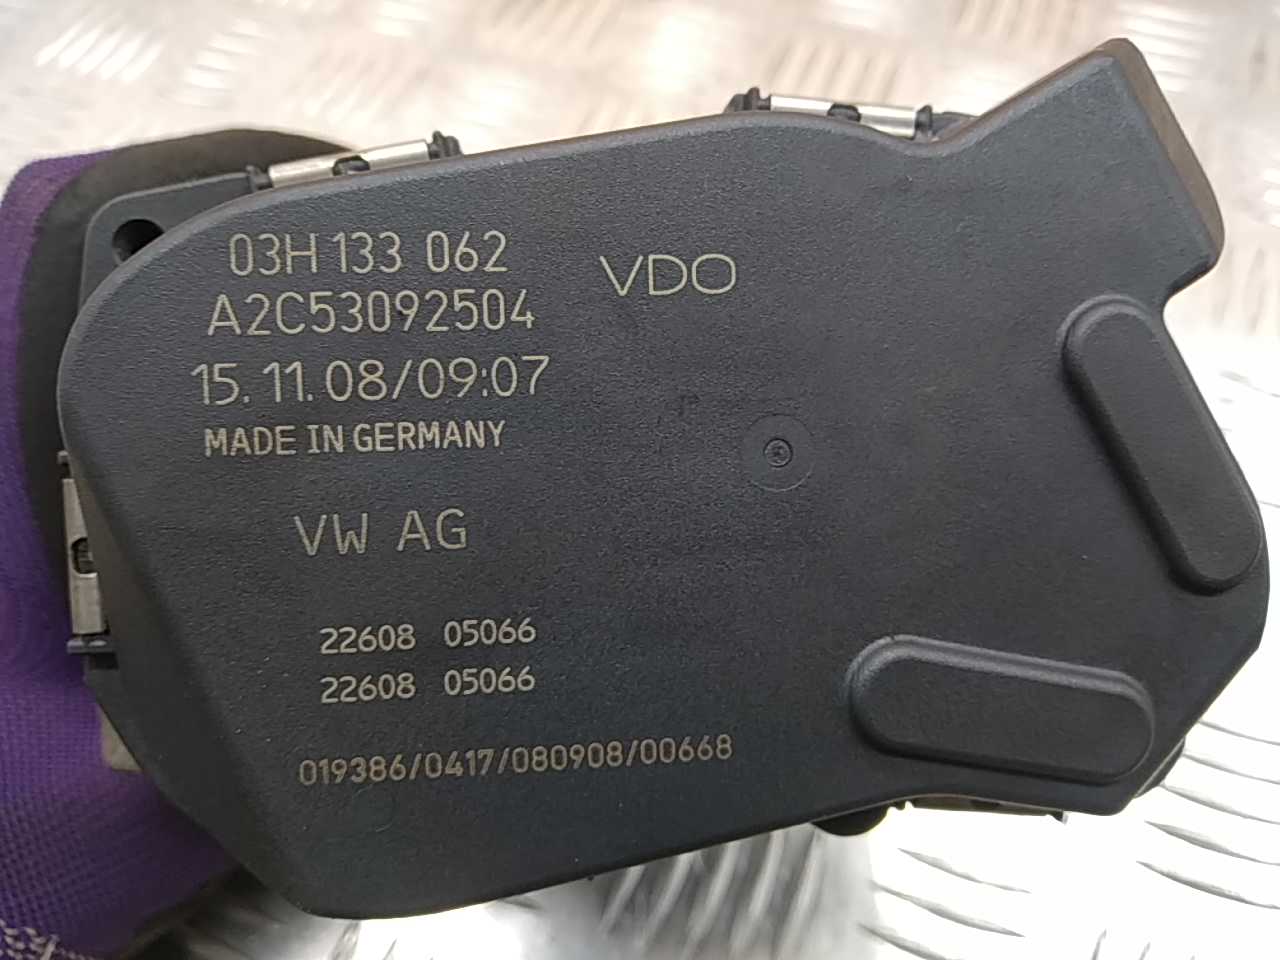 03H 133 062
VDO
A2C53092504
15.11.08/09:07
MADE IN GERMANY
VW AG
22608 05066
22608 05066
019386/0417/080908/00668